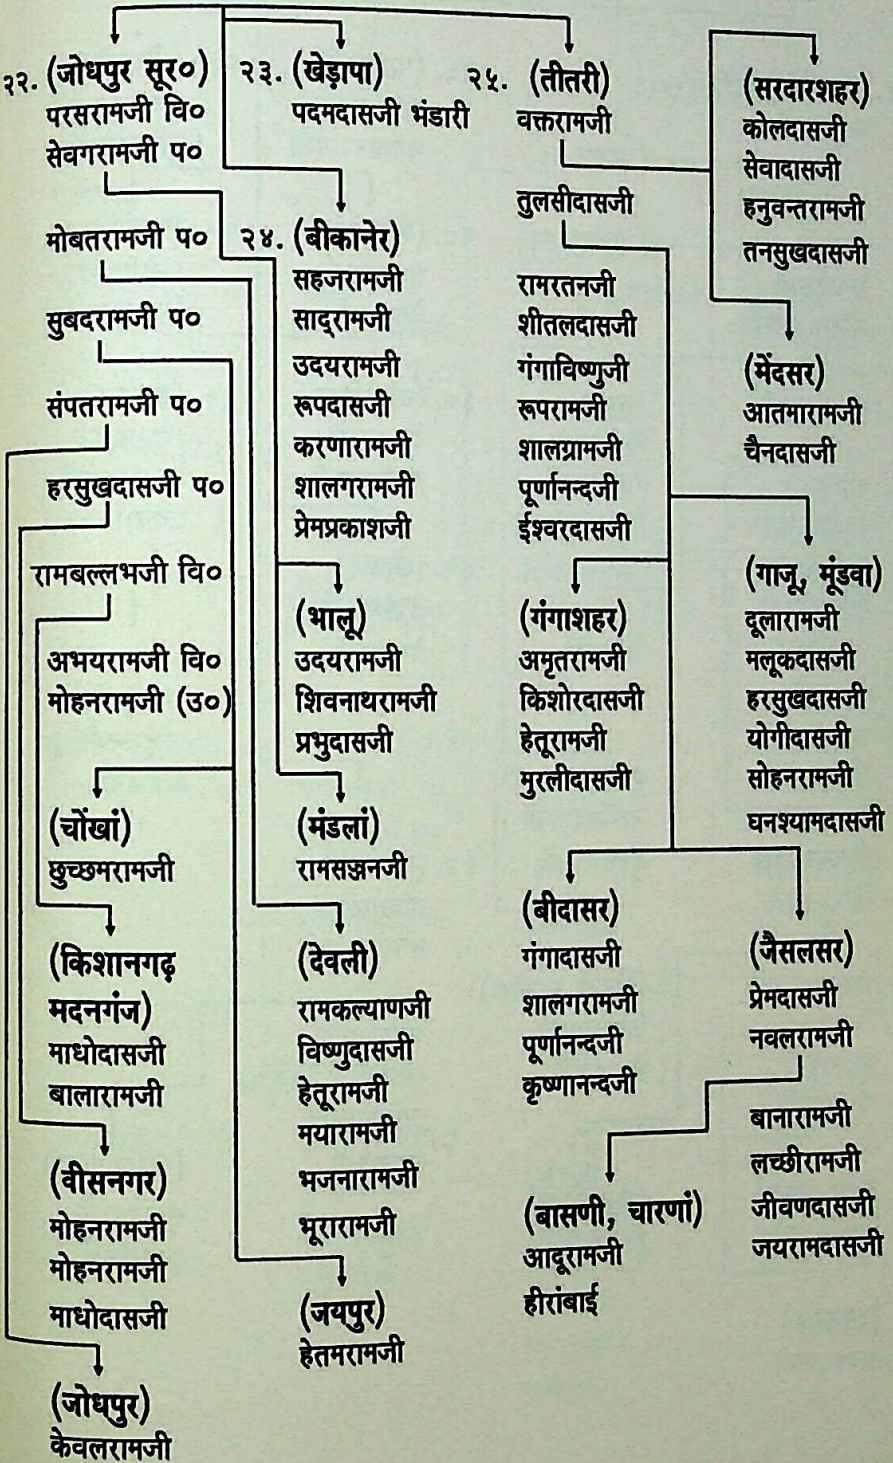 २२. (जोधपुर सूर०)
परसरामजी वि०
सेवगरामजी प०
मोबतरामजी प०
सुबदरामजी प०
संपतरामजी प०
हरसुखदासजी प०
रामबल्लभजी वि०
अभयरामजी वि०
मोहनरामजी (उ०)
(चोंखां)
छुच्छमरामजी
(किशानगढ़
मदनगंज)
माधोदासजी
बालारामजी
(वीसनगर)
मोहनरामजी
मोहनरामजी
माधोदासजी
(जोधपुर)
केवलरामजी
२३. (खेड़ापा)
पदमदासजी भंडारी
२४. (बीकानेर)
सहजरामजी
सादूरामजी
उदयरामजी
रूपदासजी
करणारामजी
शालगरामजी
प्रेमप्रकाशजी
(भालू)
उदयरामजी
शिवनाथरामजी
प्रभुदासजी
(मंडलां)
रामसज्जनजी
(देवली)
रामकल्याणजी
विष्णुदासजी
हेतूरामजी
मयारामजी
भजनारामजी
भूरारामजी
(जयपुर)
हेतमरामजी
२५. (तीतरी)
वक्तरामजी
तुलसीदासजी
रामरतनजी
शीतलदासजी
गंगाविष्णुजी
रूपरामजी
शालग्रामजी
पूर्णानन्दजी
ईश्वरदासजी
(गंगाशहर)
अमृतरामजी
किशोरदासजी
हेतूरामजी
मुरलीदासजी
(बीदासर)
गंगादासजी
शालगरामजी
पूर्णानन्दजी
कृष्णानन्दजी
(बासणी, चारणां)
आदूरामजी
हीरांबाई
(सरदारशहर)
कोलदासजी
सेवादासजी
हनुवन्तरामजी
तनसुखदासजी
(मेंदसर)
आतमारामजी
चैनदासजी
(गाजू, मूंडवा)
दूलारामजी
मलूकदासजी
हरसुखदासजी
योगीदासजी
सोहनरामजी
घनश्यामदासजी
(जैसलसर)
प्रेमदासजी
नवलरामजी
बानारामजी
लच्छीरामजी
जीवणदासजी
जयरामदासजी